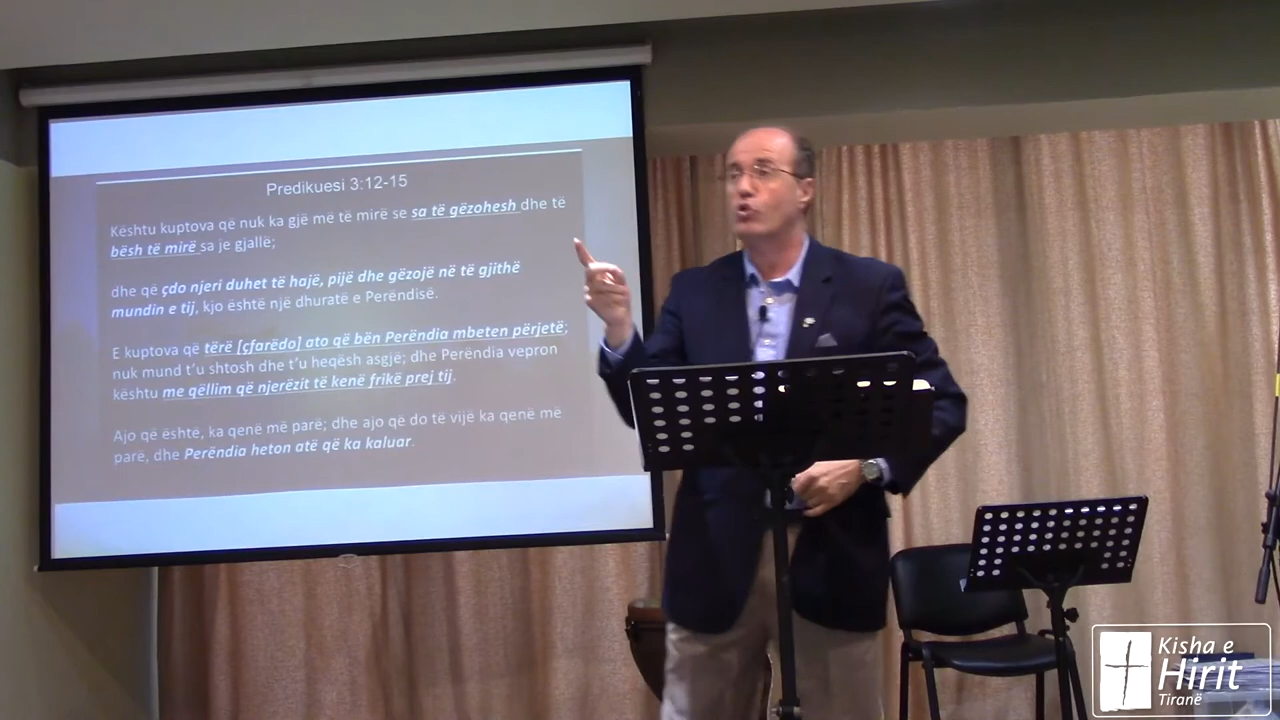 Predikuesi 3:12-15
Kështu kuptova që nuk ka gjë më të mirë se sa të gëzohesh dhe të
bësh të mirë sa je gjallë;
dhe që çdo njeri duhet të hajë, pijë dhe gëzojë në të gjithë
mundin e tij, kjo është një dhuratë e Perëndisë.
E kuptova që tërë [çfarëdo] ato që bën Perëndia mbeten përjetë;
nuk mund t'u shtosh dhe t'u heqësh asgjë; dhe Perëndia vepron
kështu me qëllim që njerëzit të kenë frikë prej tij.
Ajo që është, ka qenë më parë; dhe ajo që do të vijë ka qenë më
parë, dhe Perëndia heton atë që ka kaluar.
Kisha e
Hirit
Tiranë